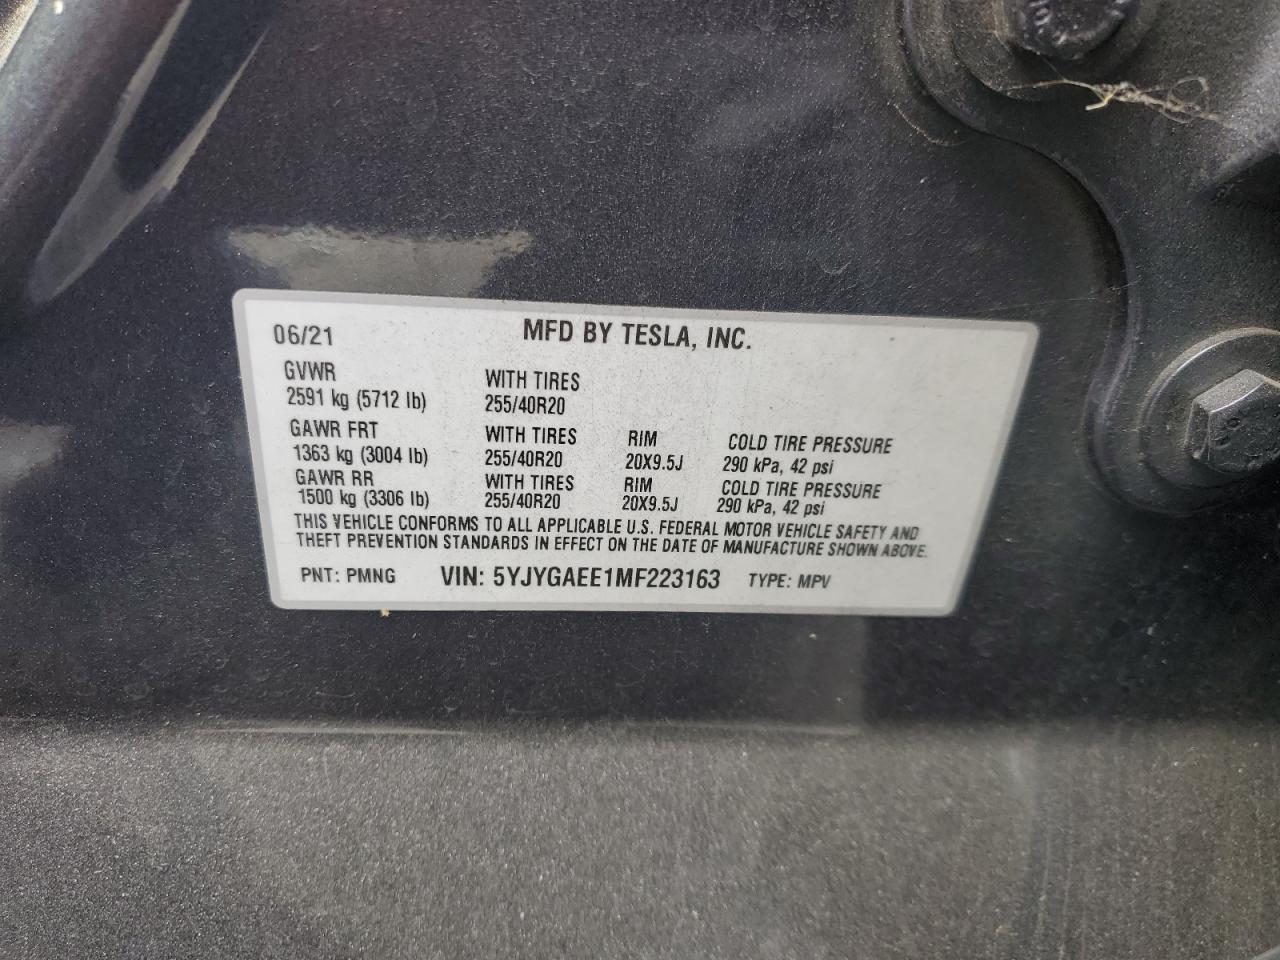 06/21 MFD BY TESLA, INC.
GVWR WITH TIRES
2591 kg (5712 lb) 255/40R20
GAWR FRT WITH TIRES RIM COLD TIRE PRESSURE
1363 kg (3004 lb) 255/40R20 20X9.5J 290 kPa, 42 psi
GAWR RR WITH TIRES RIM COLD TIRE PRESSURE
1500 kg (3306 lb) 255/40R20 20X9.5J 290 kPa, 42 psi
THIS VEHICLE CONFORMS TO ALL APPLICABLE U.S. FEDERAL MOTOR VEHICLE SAFETY AND
THEFT PREVENTION STANDARDS IN EFFECT ON THE DATE OF MANUFACTURE SHOWN ABOVE.
PNT: PMNG VIN: 5YJYGAEE1MF223163 TYPE: MPV